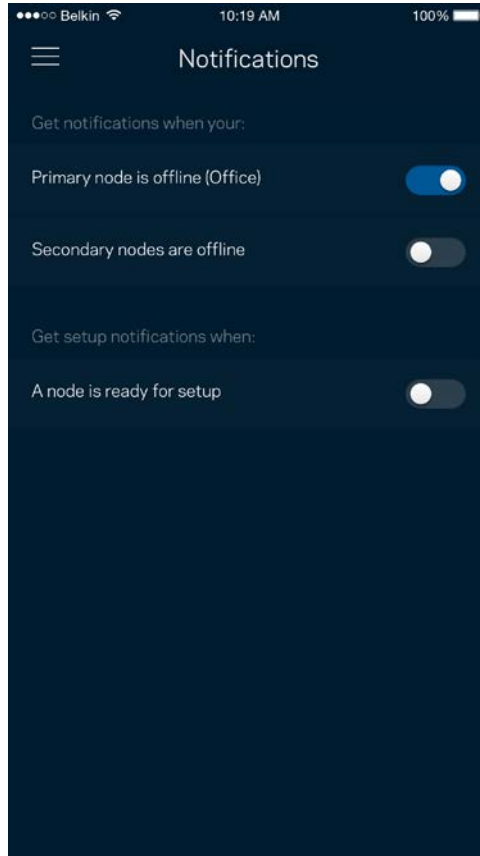 Belkin 10:19 AM 100%
Notifications
Get notifications when your:
Primary node is offline (Office)
Secondary nodes are offline
Get setup notifications when:
A node is ready for setup